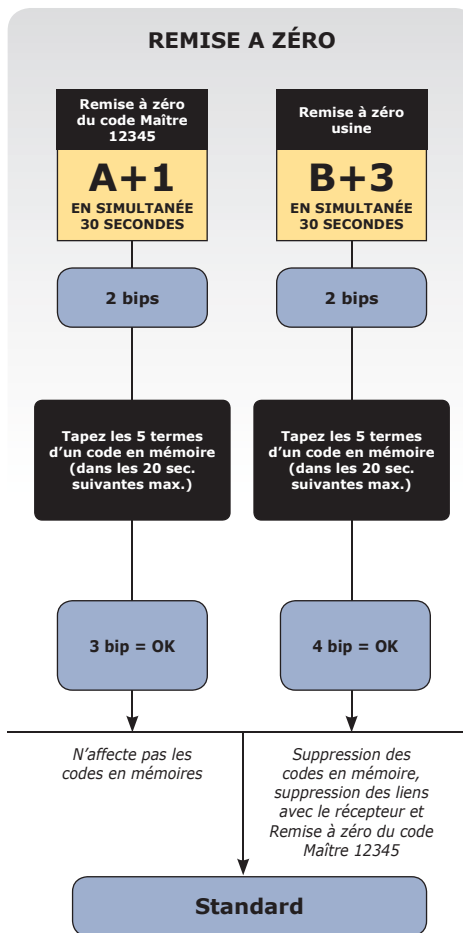 REMISE A ZÉRO
Remise à zéro
du code Maître
12345
A+1
EN SIMULTANÉE
30 SECONDES
2 bips
Tapez les 5 termes
d'un code en mémoire
(dans les 20 sec.
suivantes max.)
3 bip = OK
N'affecte pas les
codes en mémoires
Remise à zéro
usine
B+3
EN SIMULTANÉE
30 SECONDES
2 bips
Tapez les 5 termes
d'un code en mémoire
(dans les 20 sec.
suivantes max.)
4 bip = OK
Suppression des
codes en mémoire,
suppression des liens
avec le récepteur et
Remise à zéro du code
Maître 12345
Standard